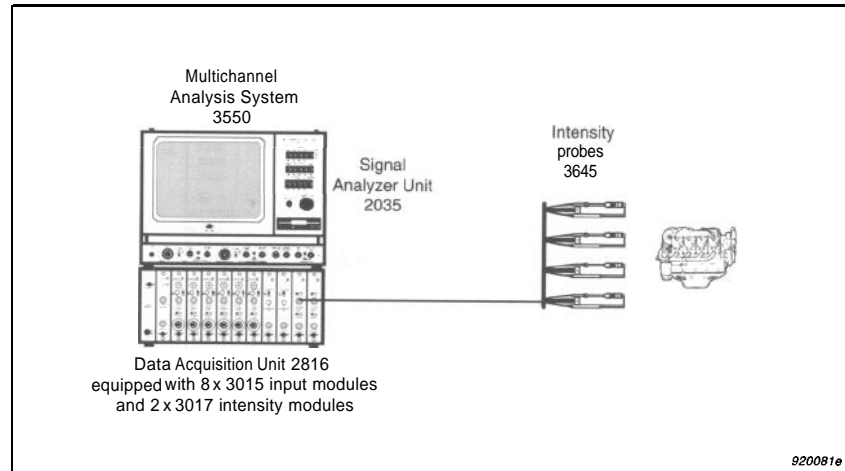 Multichannel
Analysis System
3550
Signal
Analyzer Unit
2035
Intensity
probes
3645
Data Acquisition Unit 2816
equipped with 8 x 3015 input modules
and 2 x 3017 intensity modules
920081e